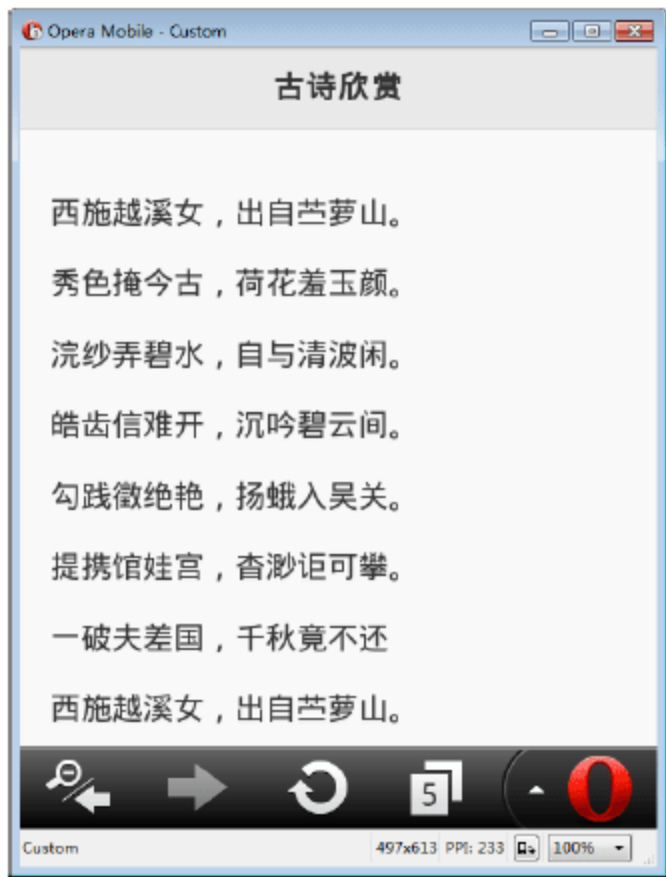 Opera Mobile - Custom
古诗欣赏
西施越溪女，出自苎萝山。
秀色掩今古，荷花羞玉颜。
浣纱弄碧水，自与清波闲。
皓齿信难开，沉吟碧云间。
勾践徵绝艳，扬蛾入吴关。
提携馆娃宫，杳渺讵可攀。
一破夫差国，千秋竟不还
西施越溪女，出自苎萝山。
5
Custom 497x613 PPI: 233 100%